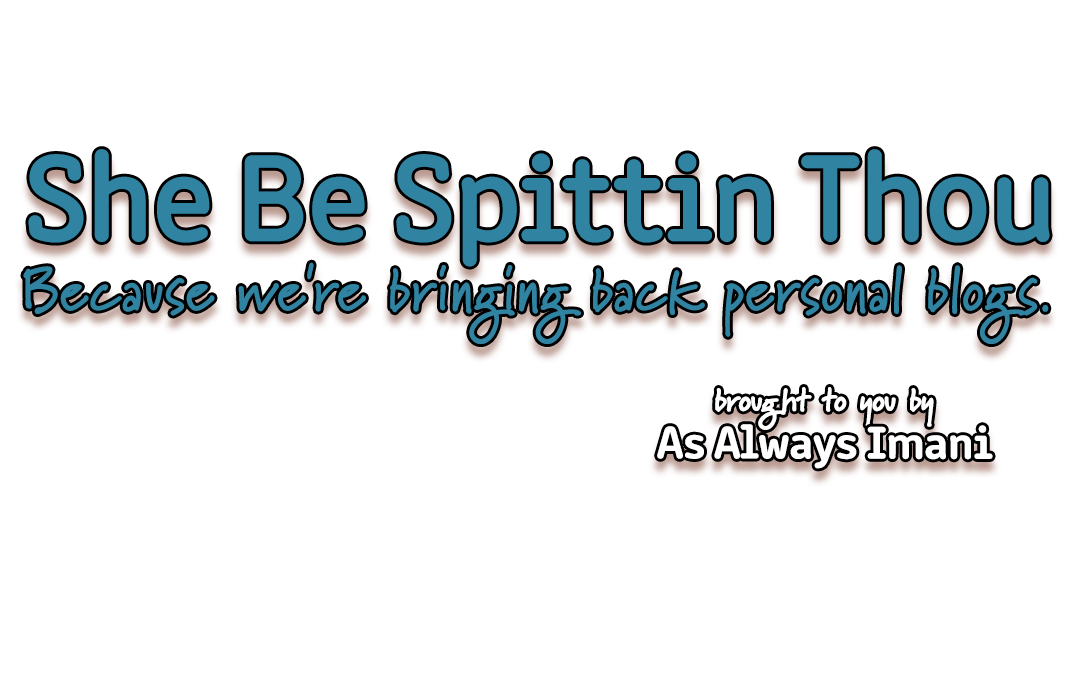 She Be Spittin Thou
Because we're bringing back personal blogs.
brought to you by
As Always Imani